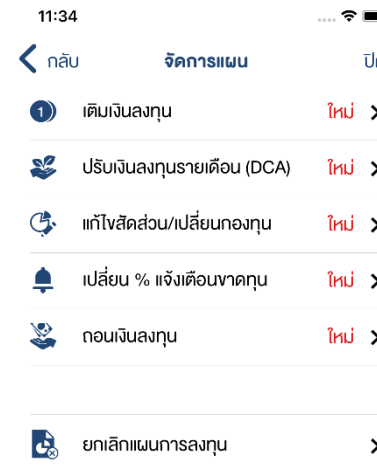 11:34
กลับ จัดการแผน
1 เติมเงินลงทุน ใหม่
ปรับเงินลงทุนรายเดือน (DCA) ใหม่
แก้ไขสัดส่วน/เปลี่ยนกองทุน ใหม่
เปลี่ยน % แจ้งเตือนขาดทุน ใหม่
ถอนเงินลงทุน ใหม่
ยกเลิกแผนการลงทุน